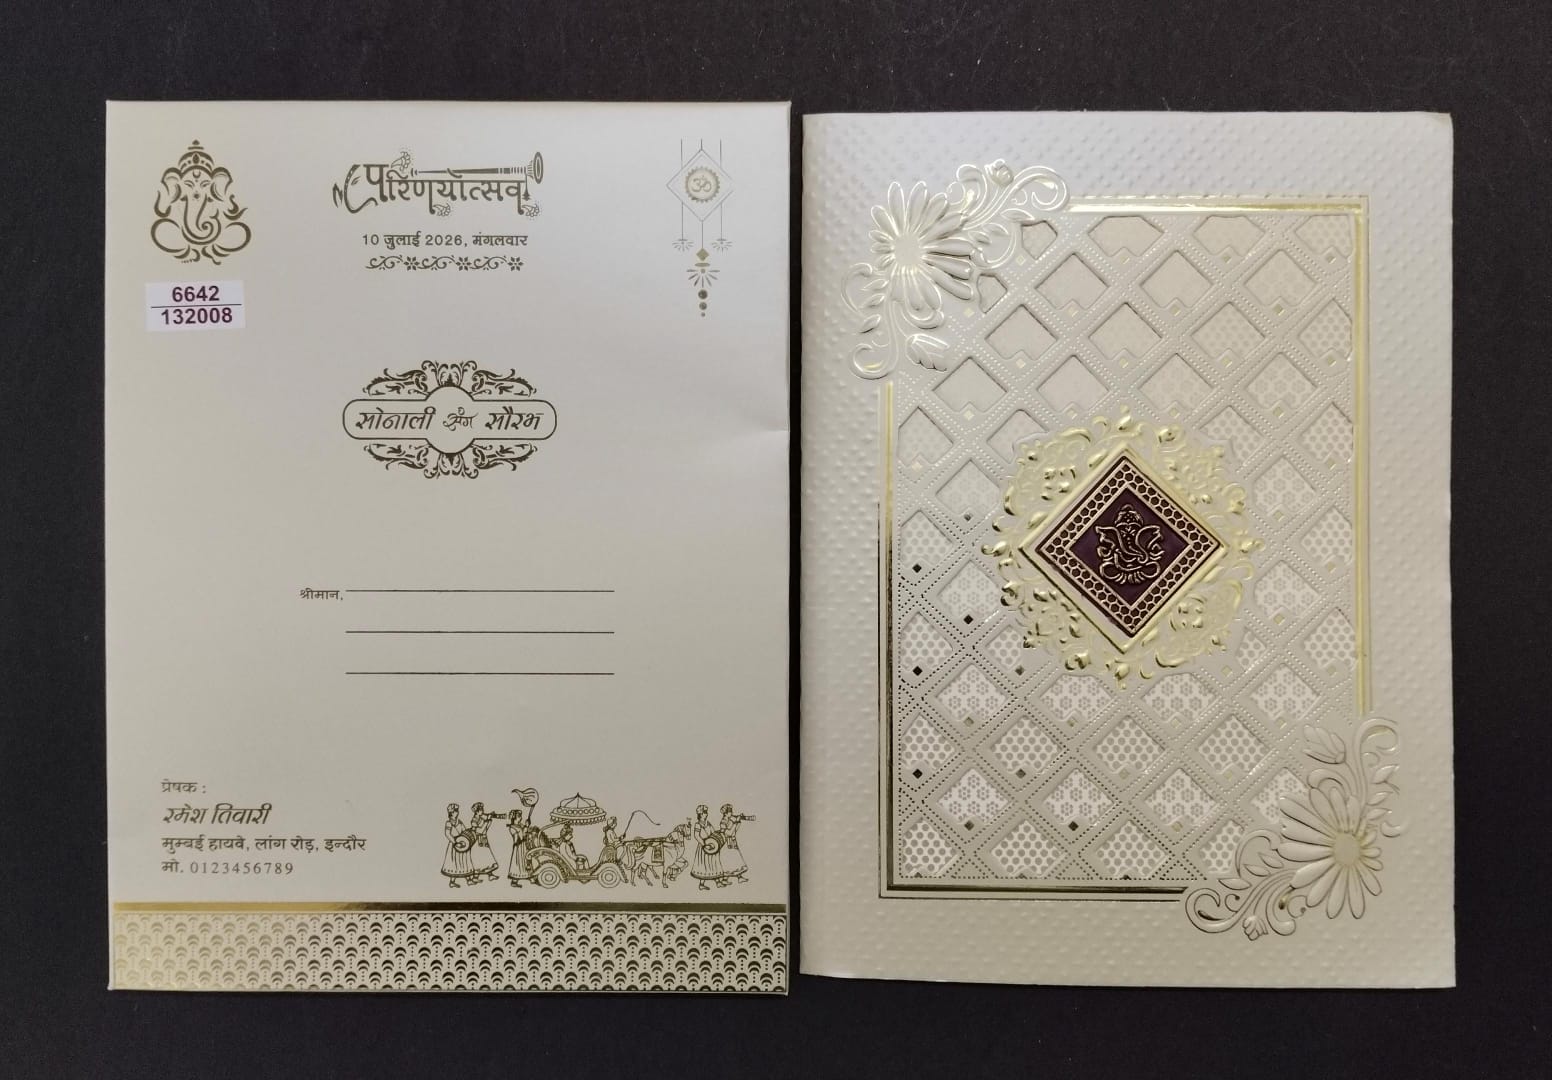 परिणयोत्सव
10 जुलाई 2026, मंगलवार
ॐ
6642
132008
सोनाली संग सौरभ
श्रीमान,
प्रेषक :
रमेश तिवारी
मुम्बई हायवे, लांग रोड़, इन्दौर
मो. 0123456789